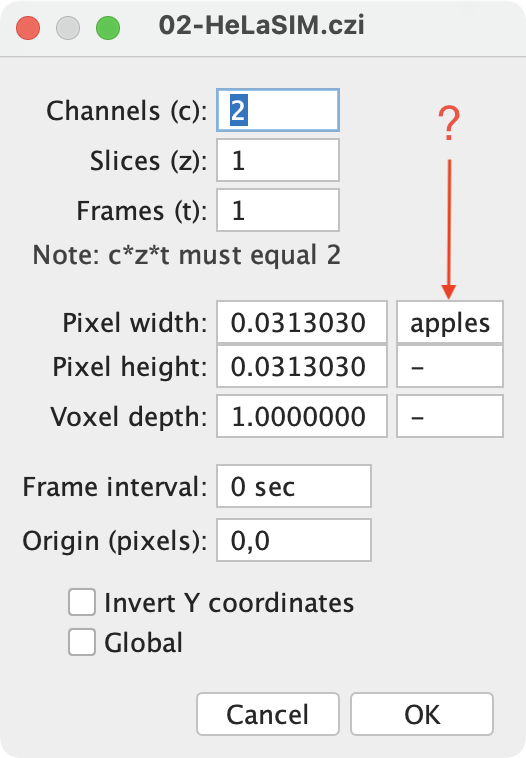 02-HeLaSIM.czi
Channels (c): 2
?
Slices (z): 1
Frames (t): 1
Note: c*z*t must equal 2
Pixel width: 0.0313030 apples
Pixel height: 0.0313030 –
Voxel depth: 1.0000000 –
Frame interval: 0 sec
Origin (pixels): 0,0
Invert Y coordinates
Global
Cancel OK